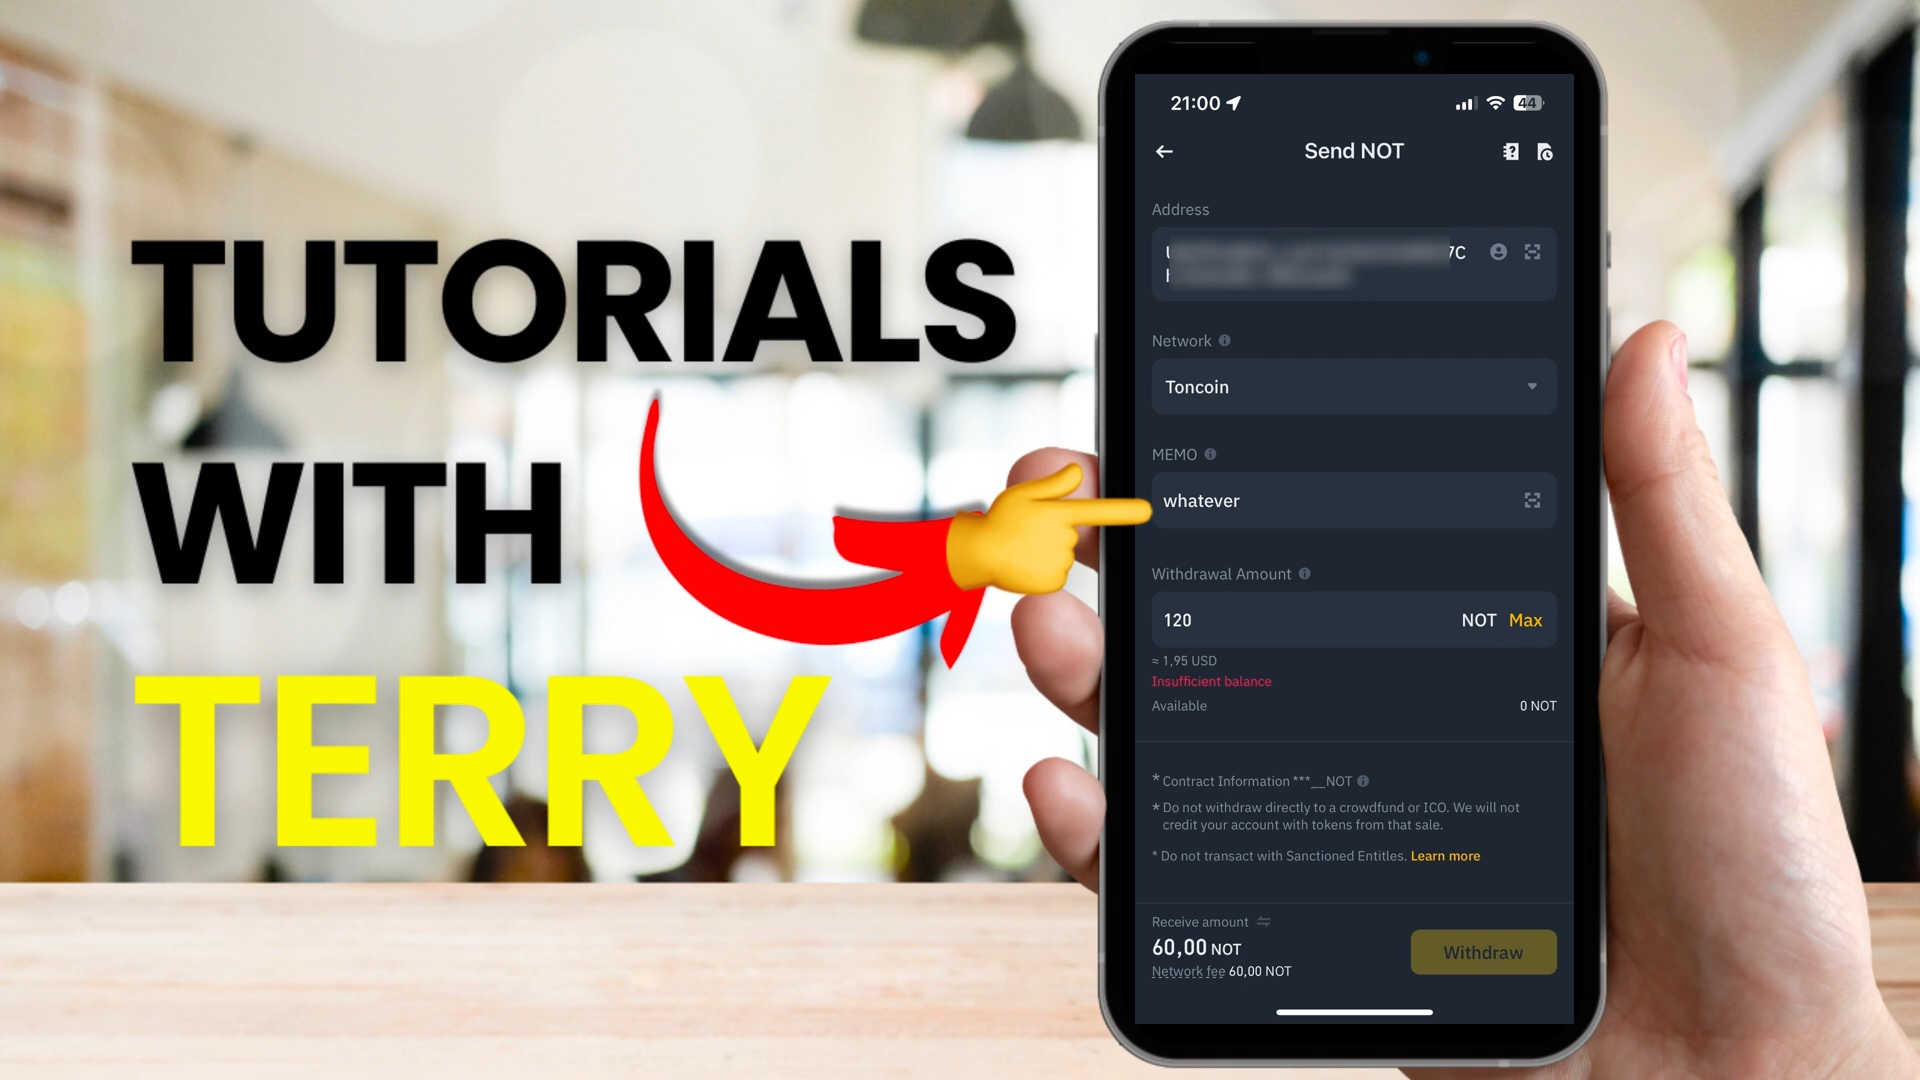 TUTORIALS
WITH
TERRY
21:00
44
Send NOT
Address
7C
Network
Toncoin
MEMO
whatever
Withdrawal Amount
120 NOT Max
≈ 1,95 USD
Insufficient balance
Available 0 NOT
* Contract Information ***__NOT
* Do not withdraw directly to a crowdfund or ICO. We will not
credit your account with tokens from that sale.
* Do not transact with Sanctioned Entitles. Learn more
Receive amount
60,00 NOT
Network fee 60,00 NOT
Withdraw